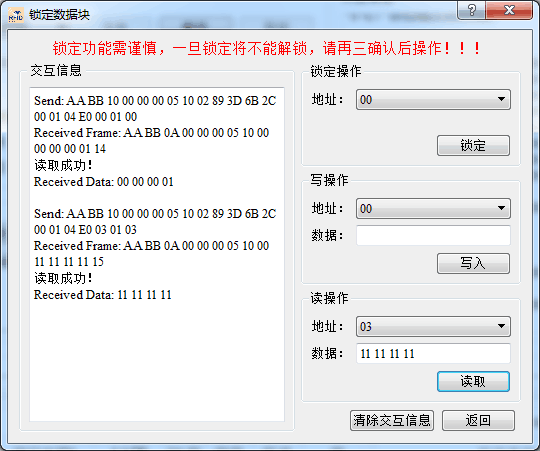 RFID
锁定数据块
锁定功能需谨慎，一旦锁定将不能解锁，请再三确认后操作！！！
交互信息
Send: AA BB 10 00 00 00 05 10 02 89 3D 6B 2C
00 01 04 E0 00 01 00
Received Frame: AA BB 0A 00 00 00 05 10 00
00 00 00 01 14
读取成功！
Received Data: 00 00 00 01
Send: AA BB 10 00 00 00 05 10 02 89 3D 6B 2C
00 01 04 E0 03 01 03
Received Frame: AA BB 0A 00 00 00 05 10 00
11 11 11 11 15
读取成功！
Received Data: 11 11 11 11
锁定操作
地址： 00
锁定
写操作
地址： 00
数据：
写入
读操作
地址： 03
数据： 11 11 11 11
读取
清除交互信息 返回